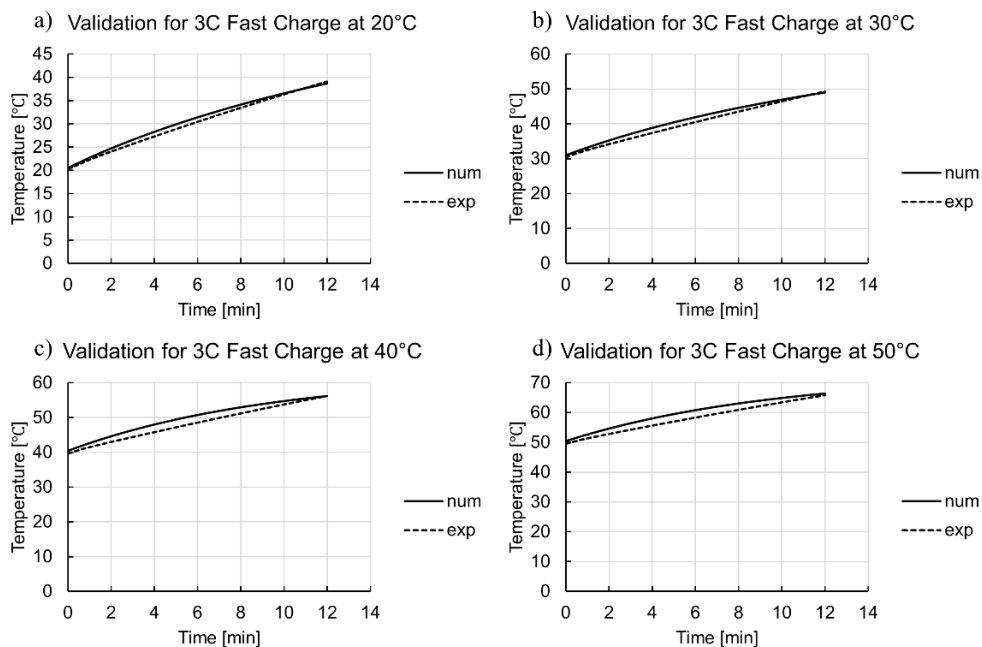 a) Validation for 3C Fast Charge at 20°C
45
40
35
30
25
20
15
10
5
0
Temperature [°C]
0 2 4 6 8 10 12 14
Time [min]
num
exp
b) Validation for 3C Fast Charge at 30°C
60
50
40
30
20
10
0
Temperature [°C]
0 2 4 6 8 10 12 14
Time [min]
num
exp
c) Validation for 3C Fast Charge at 40°C
60
50
40
30
20
10
0
Temperature [°C]
0 2 4 6 8 10 12 14
Time [min]
num
exp
d) Validation for 3C Fast Charge at 50°C
70
60
50
40
30
20
10
0
Temperature [°C]
0 2 4 6 8 10 12 14
Time [min]
num
exp